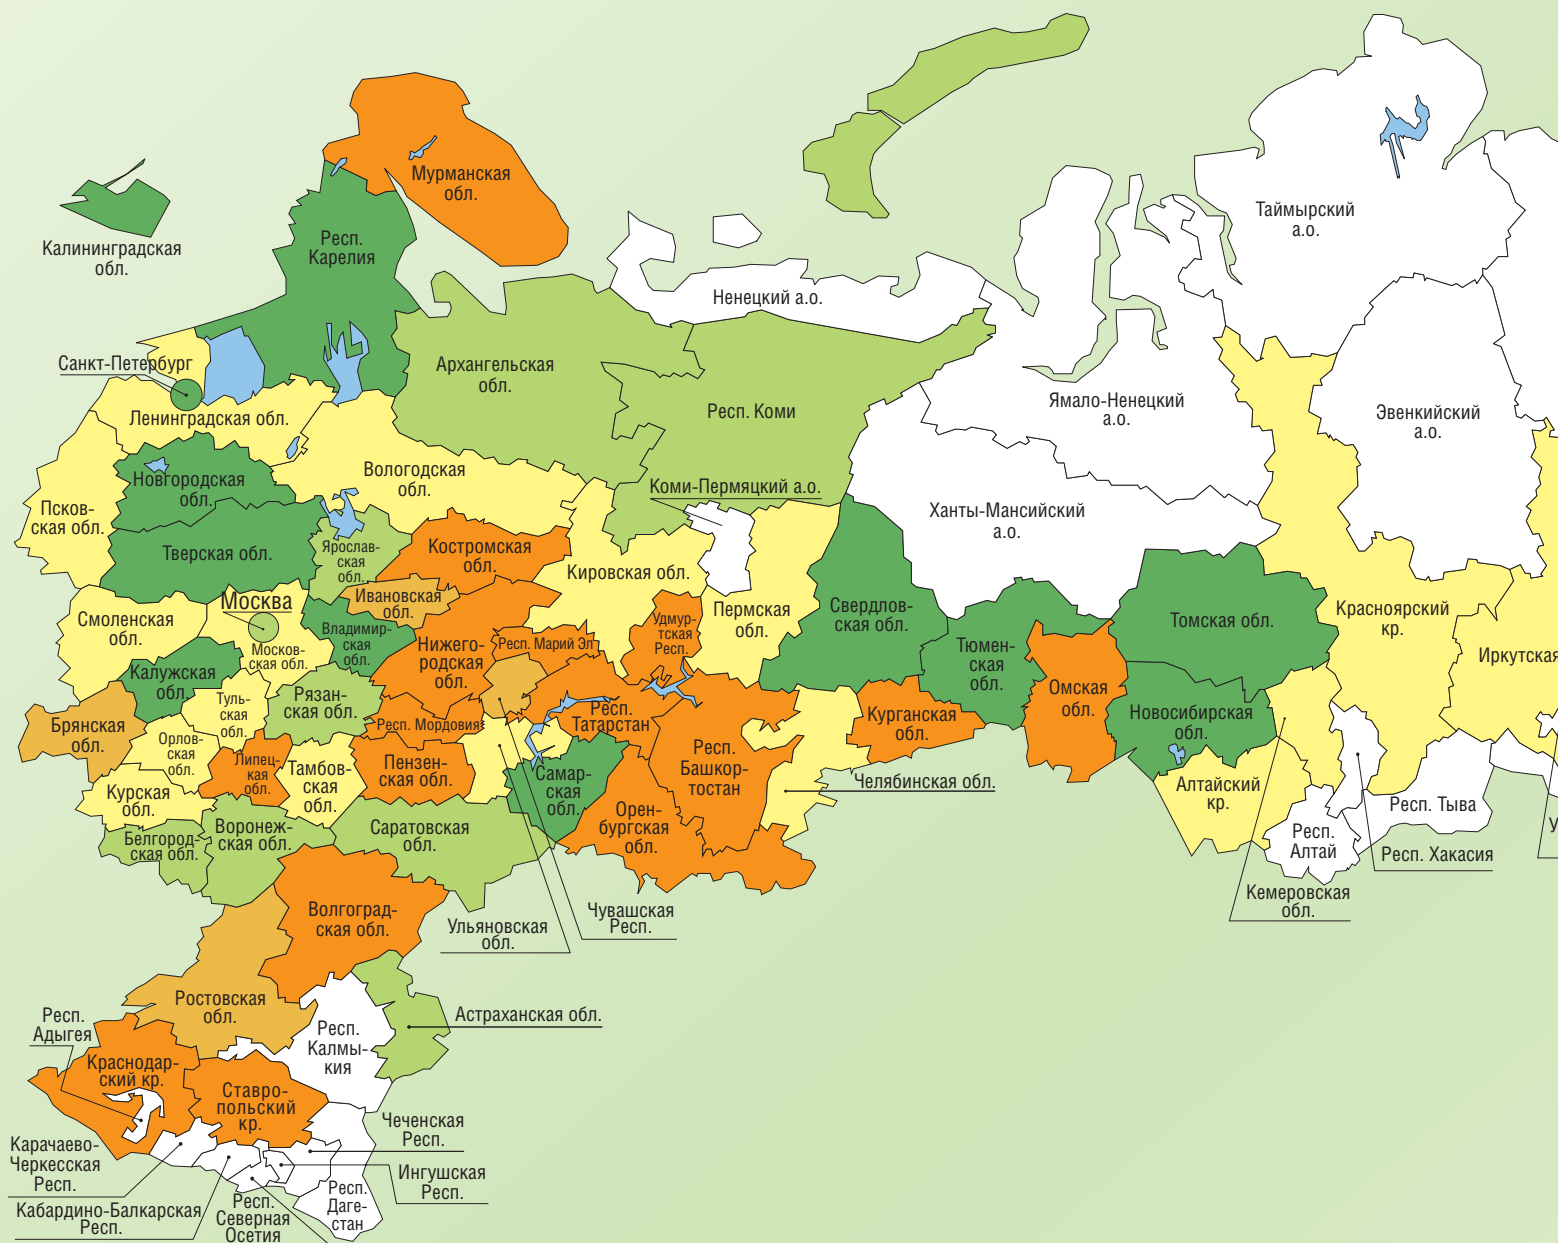 Мурманская
обл.
Калининградская
обл.
Респ.
Карелия
Таймырский
а.о.
Ненецкий а.о.
Санкт-Петербург
Архангельская
обл.
Ленинградская обл.
Респ. Коми
Ямало-Ненецкий
а.о.
Эвенкийский
а.о.
Новгородская
обл.
Вологодская
обл.
Коми-Пермяцкий а.о.
Псков-
ская обл.
Ханты-Мансийский
а.о.
Тверская обл.
Ярослав-
ская
обл.
Костромская
обл.
Кировская обл.
Ивановская
обл.
Москва
Смоленская
обл.
Владимир-
ская
обл.
Пермская
обл.
Свердлов-
ская обл.
Томская обл.
Красноярский
кр.
Удмур-
тская
Респ.
Нижего-
родская
обл.
Респ. Марий Эл
Москов-
ская обл.
Тюмен-
ская
обл.
Иркутская
Калужская
обл.
Рязан-
ская обл.
Туль-
ская
обл.
Омская
обл.
Брянская
обл.
Респ. Мордовия
Респ.
Татарстан
Курганская
обл.
Новосибирская
обл.
Орлов-
ская
обл.
Липец-
кая
обл.
Тамбов-
ская
обл.
Пензен-
ская обл.
Самар-
ская
обл.
Респ.
Башкор-
тостан
Челябинская обл.
Алтайский
кр.
Курская
обл.
Респ. Тыва
Белгород-
ская обл.
Воронеж-
ская обл.
Саратовская
обл.
Орен-
бургская
обл.
Респ.
Алтай
У
Респ. Хакасия
Кемеровская
обл.
Волгоград-
ская обл.
Ульяновская
обл.
Чувашская
Респ.
Ростовская
обл.
Астраханская обл.
Респ.
Адыгея
Респ.
Калмы-
кия
Краснодар-
ский кр.
Ставро-
польский
кр.
Чеченская
Респ.
Карачаево-
Черкесская
Респ.
Ингушская
Респ.
Кабардино-Балкарская
Респ.
Респ.
Северная
Осетия
Респ.
Даге-
стан